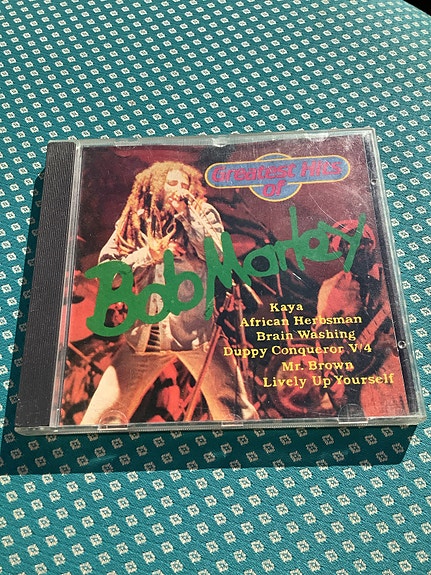 Greatest Hits
of
Bob Marley
Kaya
African Herbsman
Brain Washing
Duppy Conqueror V/4
Mr. Brown
Lively Up Yourself